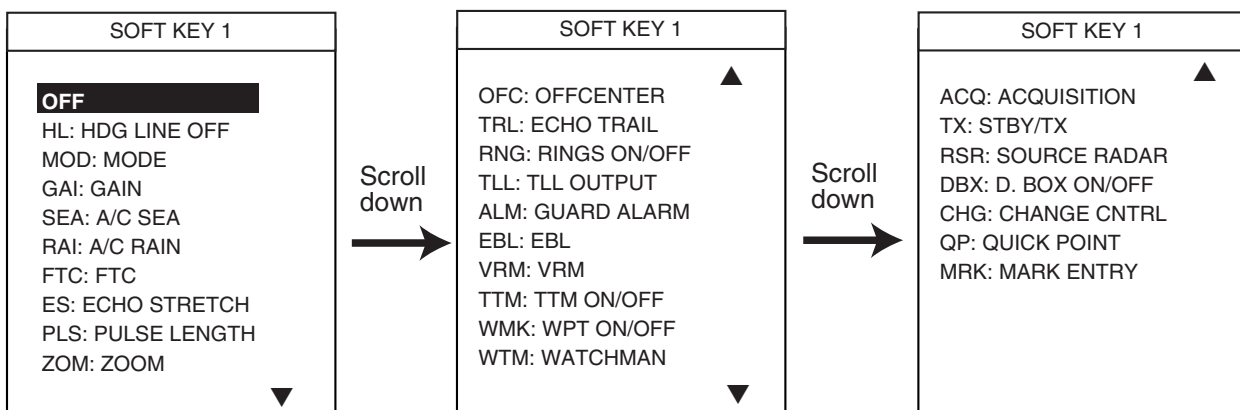 SOFT KEY 1
OFF
HL: HDG LINE OFF
MOD: MODE
GAI: GAIN
SEA: A/C SEA
RAI: A/C RAIN
FTC: FTC
ES: ECHO STRETCH
PLS: PULSE LENGTH
ZOM: ZOOM
Scroll
down
SOFT KEY 1
OFC: OFFCENTER
TRL: ECHO TRAIL
RNG: RINGS ON/OFF
TLL: TLL OUTPUT
ALM: GUARD ALARM
EBL: EBL
VRM: VRM
TTM: TTM ON/OFF
WMK: WPT ON/OFF
WTM: WATCHMAN
Scroll
down
SOFT KEY 1
ACQ: ACQUISITION
TX: STBY/TX
RSR: SOURCE RADAR
DBX: D. BOX ON/OFF
CHG: CHANGE CNTRL
QP: QUICK POINT
MRK: MARK ENTRY